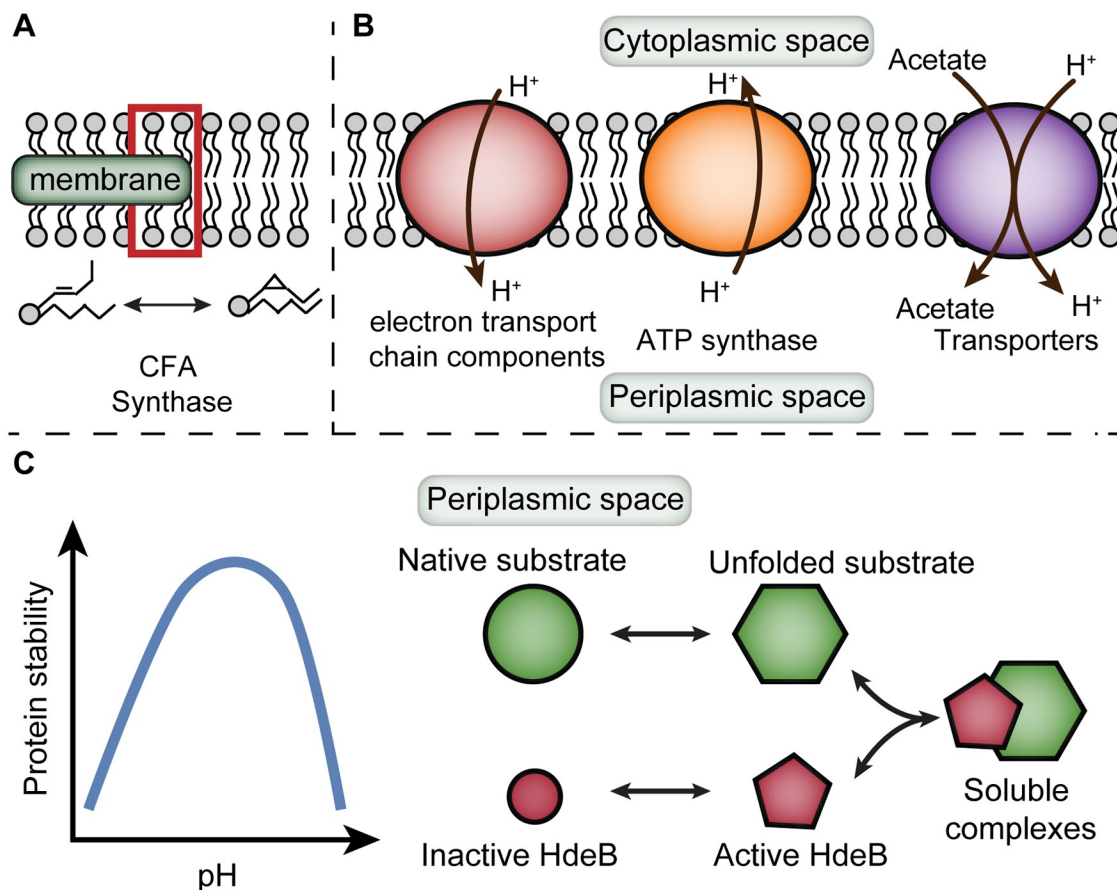 A
membrane
CFA
Synthase
B
Cytoplasmic space
H⁺
H⁺
Acetate
H⁺
H⁺
electron transport
chain components
H⁺
ATP synthase
Acetate
H⁺
Transporters
Periplasmic space
C
Protein stability
pH
Periplasmic space
Native substrate
Unfolded substrate
Inactive HdeB
Active HdeB
Soluble
complexes